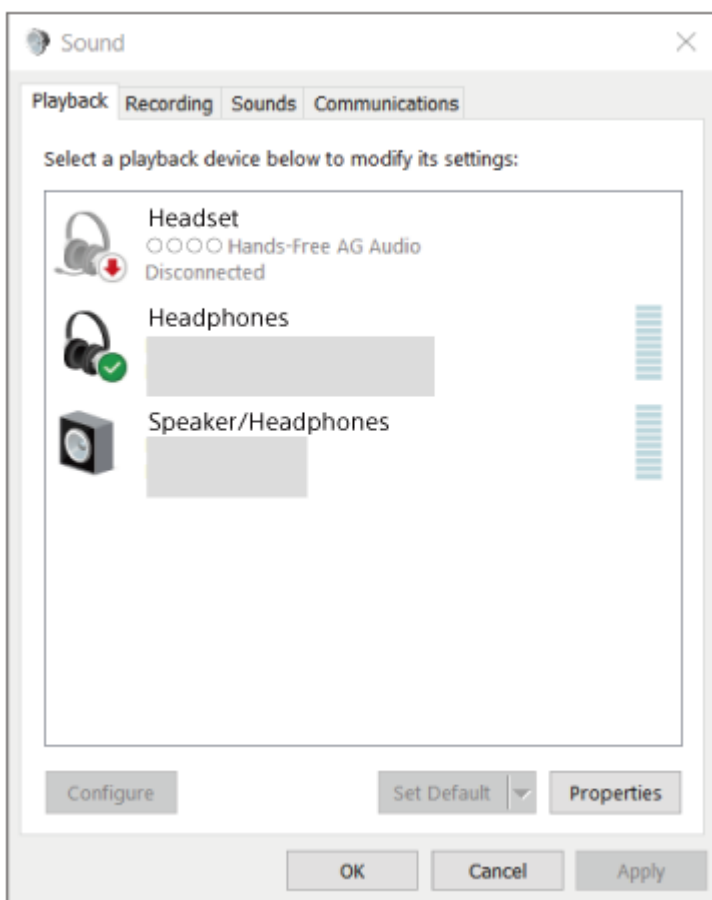 Sound
Playback Recording Sounds Communications
Select a playback device below to modify its settings:
Headset
○○○○ Hands-Free AG Audio
Disconnected
Headphones
Speaker/Headphones
Configure Set Default Properties
OK Cancel Apply